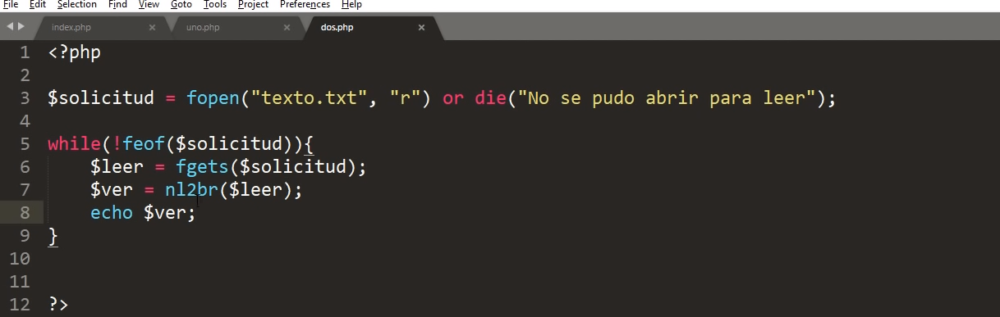 File Edit Selection Find View Goto Tools Project Preferences Help
index.php × uno.php × dos.php ×
1 <?php
2
3 $solicitud = fopen("texto.txt", "r") or die("No se pudo abrir para leer");
4
5 while(!feof($solicitud)){
6 $leer = fgets($solicitud);
7 $ver = nl2br($leer);
8 echo $ver;
9 }
10
11
12 ?>